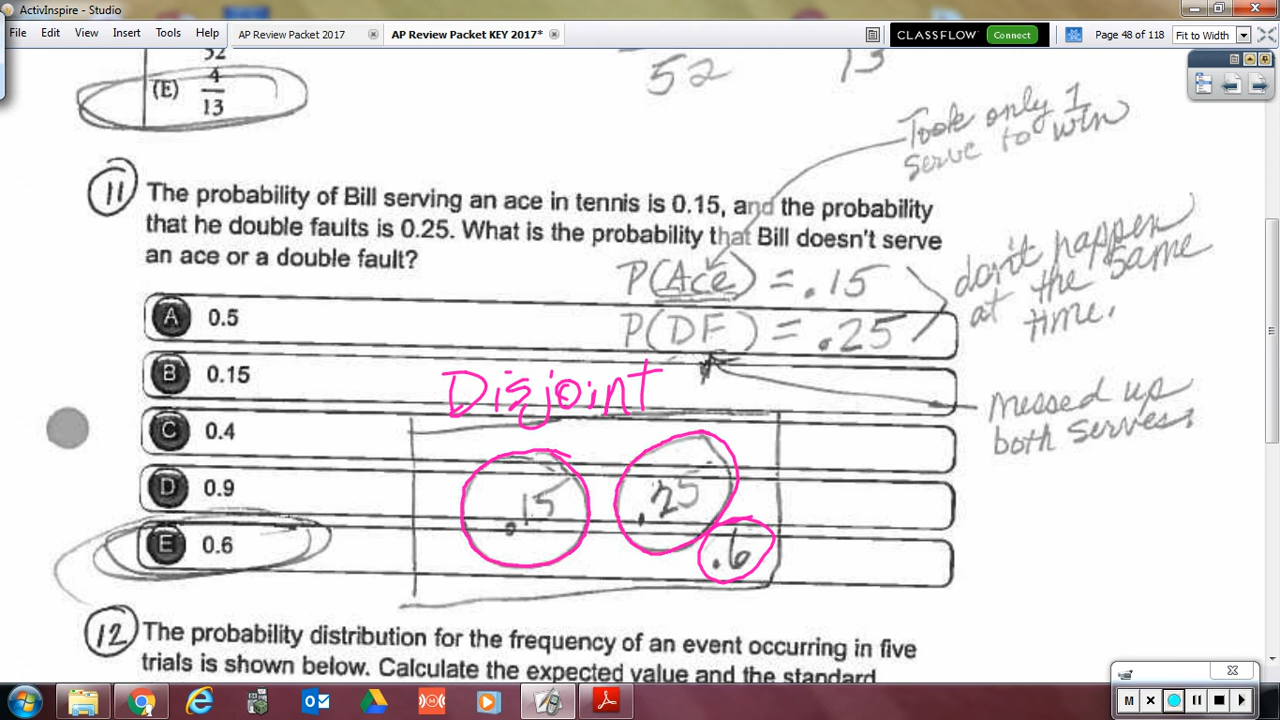 ActivInspire - Studio
File Edit View Insert Tools Help
AP Review Packet 2017
AP Review Packet KEY 2017*
CLASSFLOW Connect
Page 48 of 118
Fit to Width
52
(E) 4
13
52 13
Took only 1
serve to win
11 The probability of Bill serving an ace in tennis is 0.15, and the probability
that he double faults is 0.25. What is the probability that Bill doesn't serve
an ace or a double fault?
P(Ace) = .15
P(DF) = .25
don't happen
at the same
time.
A 0.5
B 0.15
Disjoint
messed up
both serves.
C 0.4
D 0.9
.15 .25
E 0.6
.6
12 The probability distribution for the frequency of an event occurring in five
trials is shown below. Calculate the expected value and the standard
M